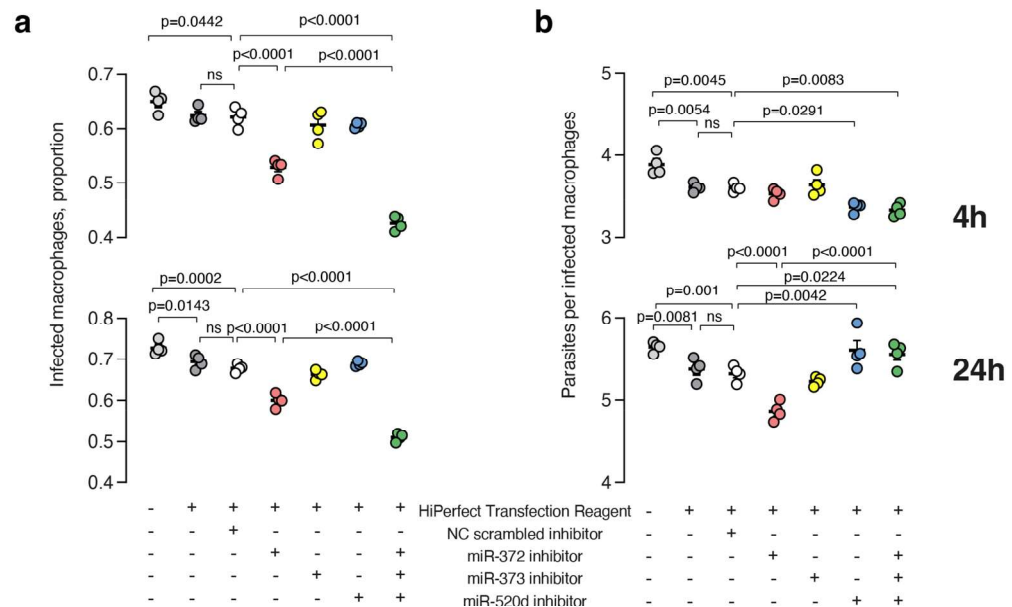 a
p=0.0442
p<0.0001
p<0.0001
p<0.0001
ns
0.7
0.6
0.5
0.4
p=0.0002
p<0.0001
p=0.0143
ns
p<0.0001
p<0.0001
0.8
0.7
0.6
0.5
0.4
Infected macrophages, proportion
b
p=0.0045
p=0.0083
p=0.0054
ns
p=0.0291
5
4
3
4h
p<0.0001
p<0.0001
p=0.0224
p=0.001
p=0.0042
p=0.0081
ns
6
5
4
24h
Parasites per infected macrophages
- + + + + + + HiPerfect Transfection Reagent - + + + + + +
- - + - - - - NC scrambled inhibitor - - + - - - -
- - - + - - + miR-372 inhibitor - - - + - - +
- - - - + - + miR-373 inhibitor - - - - + - +
- - - - - + + miR-520d inhibitor - - - - - + +